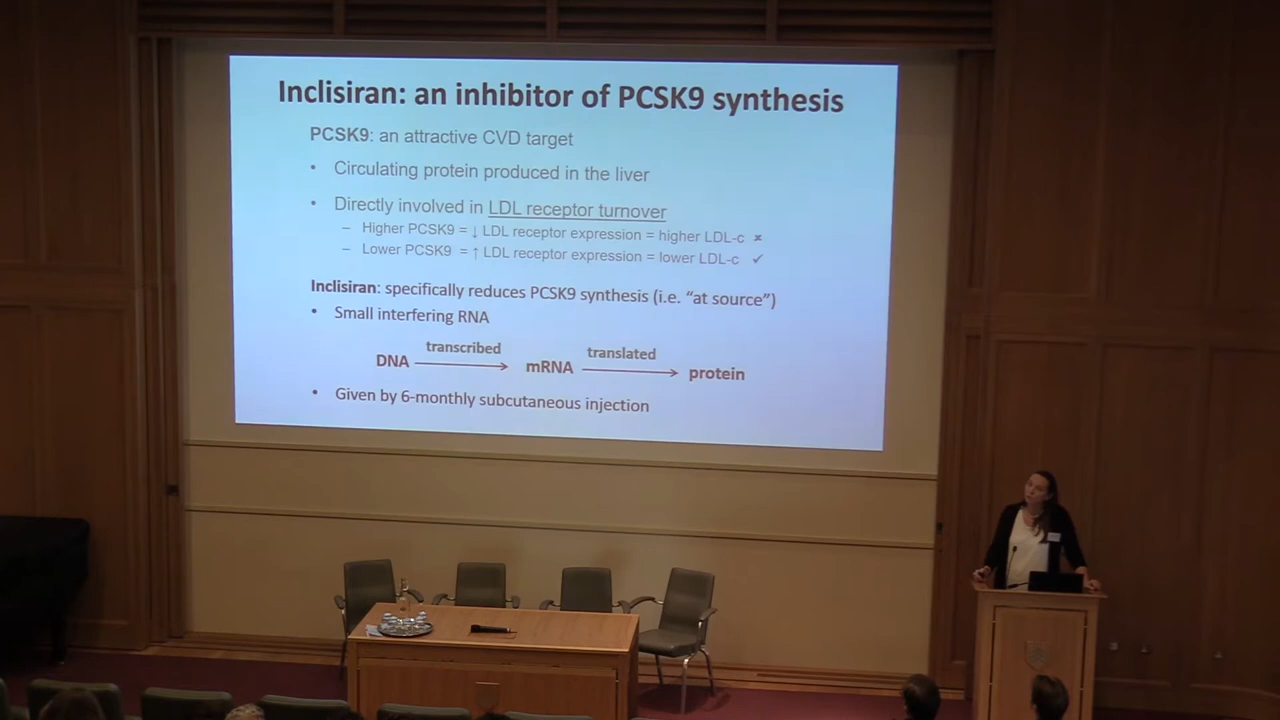 Inclisiran: an inhibitor of PCSK9 synthesis
PCSK9: an attractive CVD target
• Circulating protein produced in the liver
• Directly involved in LDL receptor turnover
– Higher PCSK9 = ↓ LDL receptor expression = higher LDL-c ×
– Lower PCSK9 = ↑ LDL receptor expression = lower LDL-c ✓
Inclisiran: specifically reduces PCSK9 synthesis (i.e. “at source”)
• Small interfering RNA
transcribed translated
DNA → mRNA → protein
• Given by 6-monthly subcutaneous injection